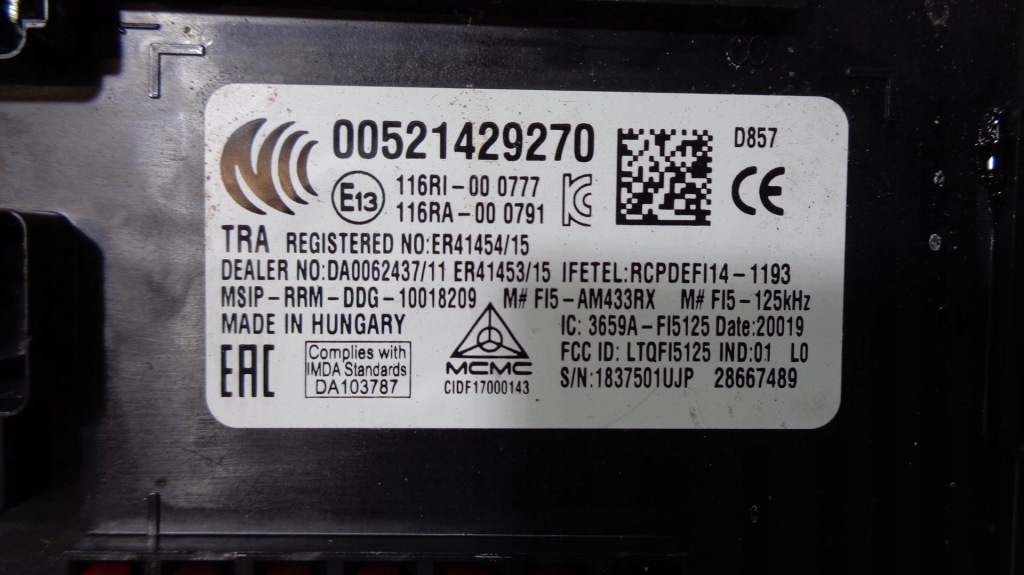 00521429270
D857
E13
116RI-00 0777
116RA-00 0791
CE
TRA REGISTERED NO:ER41454/15
DEALER NO:DA0062437/11 ER41453/15 IFETEL:RCPDEFI14-1193
MSIP-RRM-DDG-10018209 M# FI5-AM433RX M# FI5-125kHz
MADE IN HUNGARY
IC: 3659A-FI5125 Date:20019
FCC ID: LTQFI5125 IND:01 L0
S/N:1837501UJP 28667489
EAC
Complies with
IMDA Standards
DA103787
MCMC
CIDF17000143